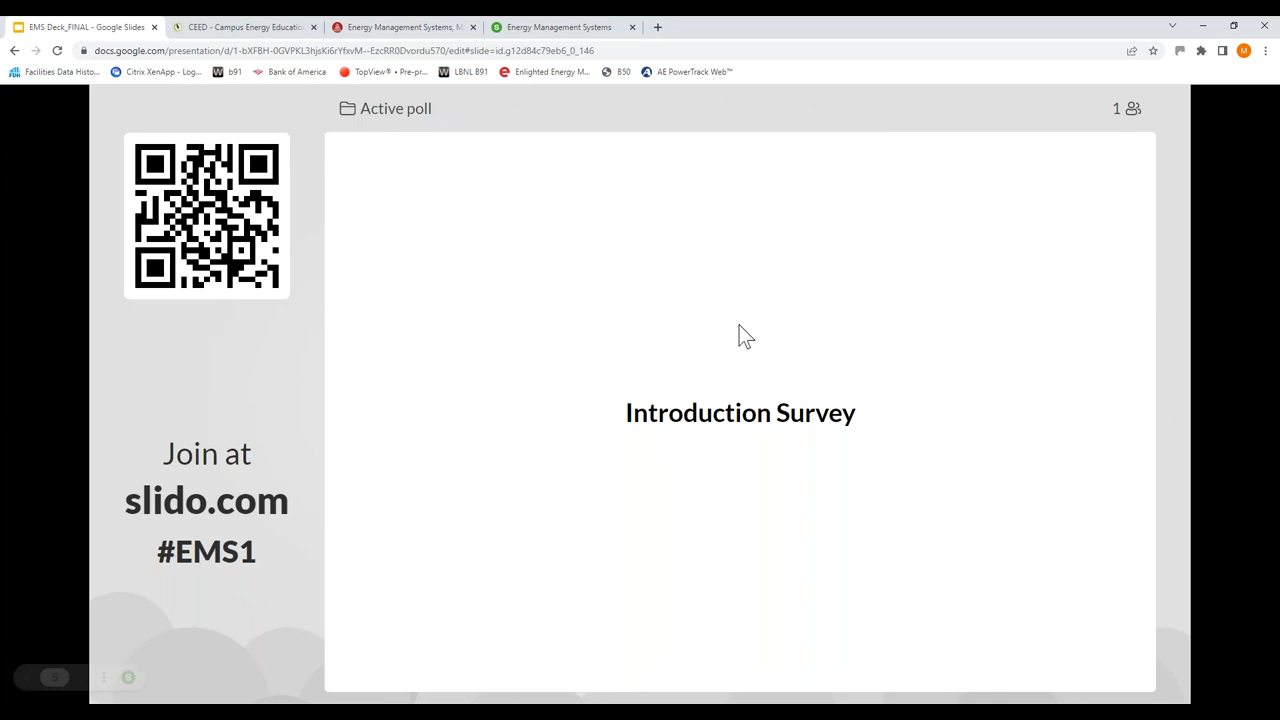 EMS Deck_FINAL - Google Slides
CEED - Campus Energy Educatio
Energy Management Systems, M
Energy Management Systems
docs.google.com/presentation/d/1-bXFBH-0GVPKL3hjsKi6rYfxvM--EzcRR0Dvordu570/edit#slide=id.g12d84c79eb6_0_146
M
Facilities Data Histo...
Citrix XenApp - Log...
b91
Bank of America
TopView® • Pre-pr...
LBNL B91
Enlighted Energy M...
B50
AE PowerTrack Web™
Active poll
1
Introduction Survey
Join at
slido.com
#EMS1
5